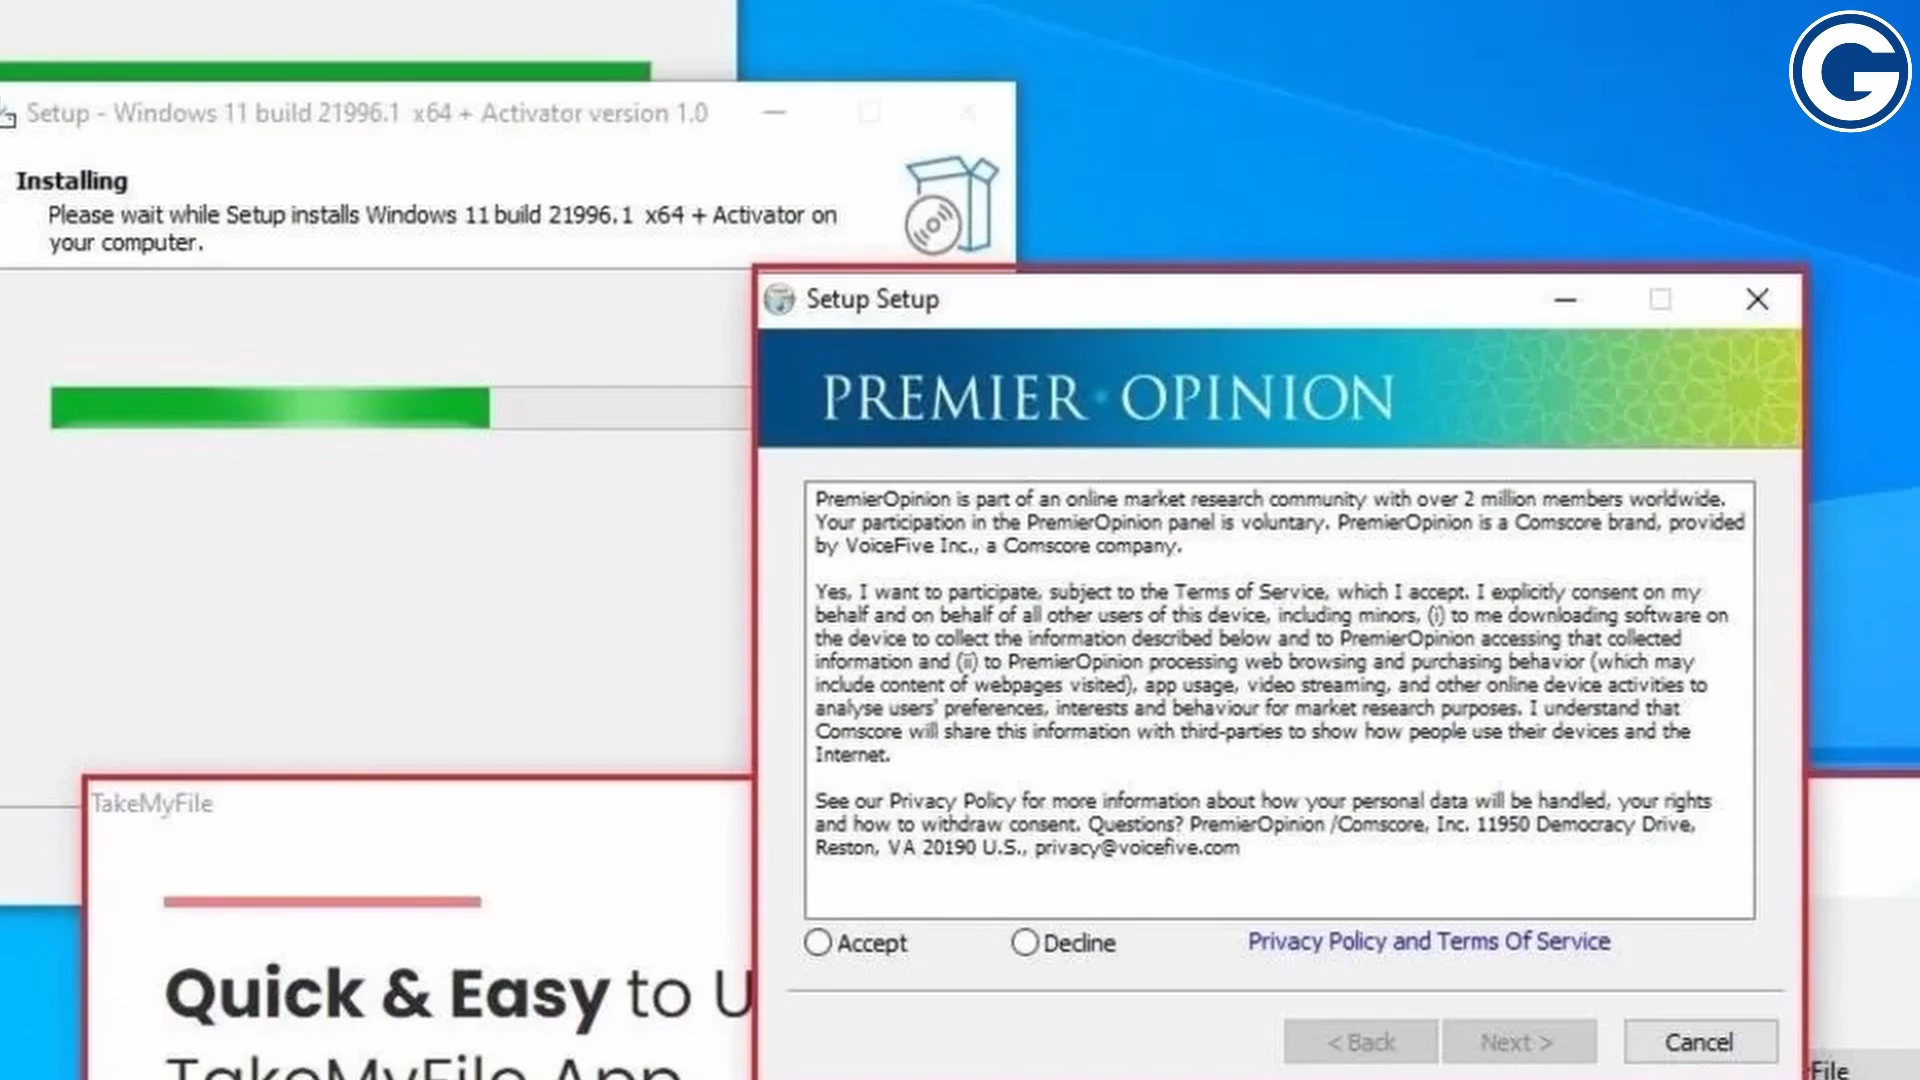 G
Setup - Windows 11 build 21996.1 x64 + Activator version 1.0
Installing
Please wait while Setup installs Windows 11 build 21996.1 x64 + Activator on
your computer.
Setup Setup
PREMIER·OPINION
PremierOpinion is part of an online market research community with over 2 million members worldwide.
Your participation in the PremierOpinion panel is voluntary. PremierOpinion is a Comscore brand, provided
by VoiceFive Inc., a Comscore company.
Yes, I want to participate, subject to the Terms of Service, which I accept. I explicitly consent on my
behalf and on behalf of all other users of this device, including minors, (i) to me downloading software on
the device to collect the information described below and to PremierOpinion accessing that collected
information and (ii) to PremierOpinion processing web browsing and purchasing behavior (which may
include content of webpages visited), app usage, video streaming, and other online device activities to
analyse users' preferences, interests and behaviour for market research purposes. I understand that
Comscore will share this information with third-parties to show how people use their devices and the
Internet.
See our Privacy Policy for more information about how your personal data will be handled, your rights
and how to withdraw consent. Questions? PremierOpinion /Comscore, Inc. 11950 Democracy Drive,
Reston, VA 20190 U.S., privacy@voicefive.com
Accept Decline Privacy Policy and Terms Of Service
< Back Next > Cancel
TakeMyFile
Quick & Easy to U
TakeMyFile App
File